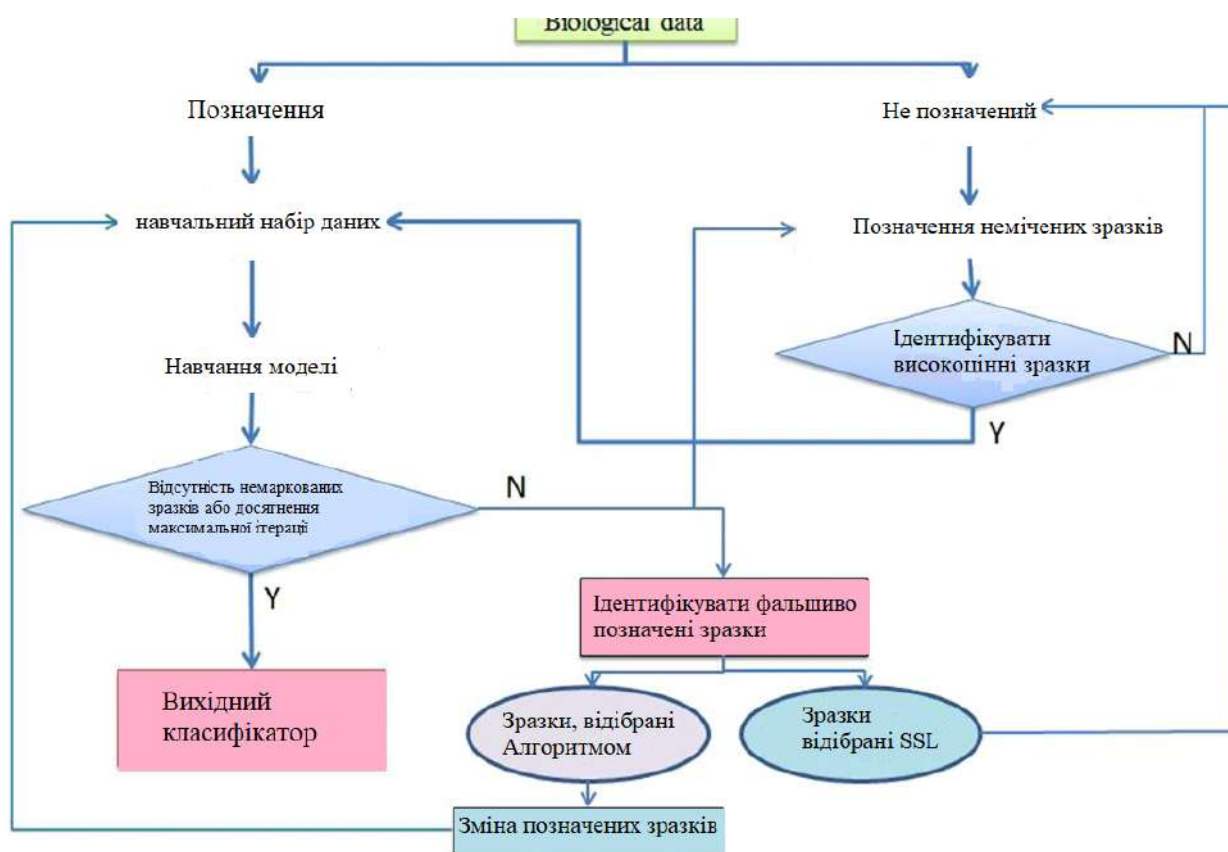 Biological data
Позначення
Не позначений
навчальний набір даних
Позначення немічених зразків
Ідентифікувати
високоцінні зразки
N
Навчання моделі
Y
Відсутність немаркованих
зразків або досягнення
максимальної ітерації
N
Y
Ідентифікувати фальшиво
позначені зразки
Вихідний
класифікатор
Зразки, відібрані
Алгоритмом
Зразки
відібрані SSL
Зміна позначених зразків